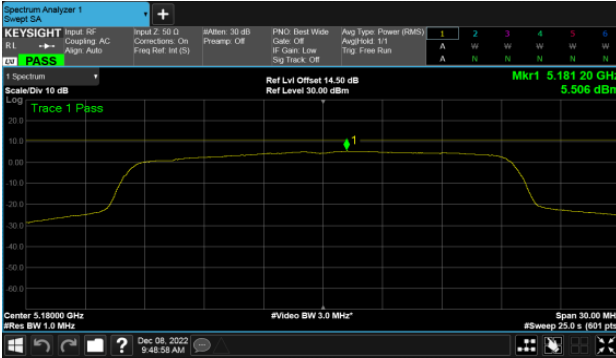 Spectrum Analyzer 1
Swept SA
+
KEYSIGHT Input: RF Input Z: 50 Ω #Atten: 30 dB PNO: Best Wide Avg Type: Power (RMS) 1 2 3 4 5 6
RL Coupling: AC Corrections: On Preamp: Off Gate: Off Avg|Hold: 1/1 A W W W W W
Align: Auto Freq Ref: Int (S) IF Gain: Low Trig: Free Run
LXI PASS Sig Track: Off A N N N N N
1 Spectrum Ref Lvl Offset 14.50 dB Mkr1 5.181 20 GHz
Scale/Div 10 dB Ref Level 30.00 dBm 5.506 dBm
Log
Trace 1 Pass
20.0
10.0
1
0.00
-10.0
-20.0
-30.0
-40.0
-50.0
-60.0
Center 5.18000 GHz #Video BW 3.0 MHz* Span 30.00 MH
#Res BW 1.0 MHz #Sweep 25.0 s (601 pts
? Dec 08, 2022
9:48:58 AM